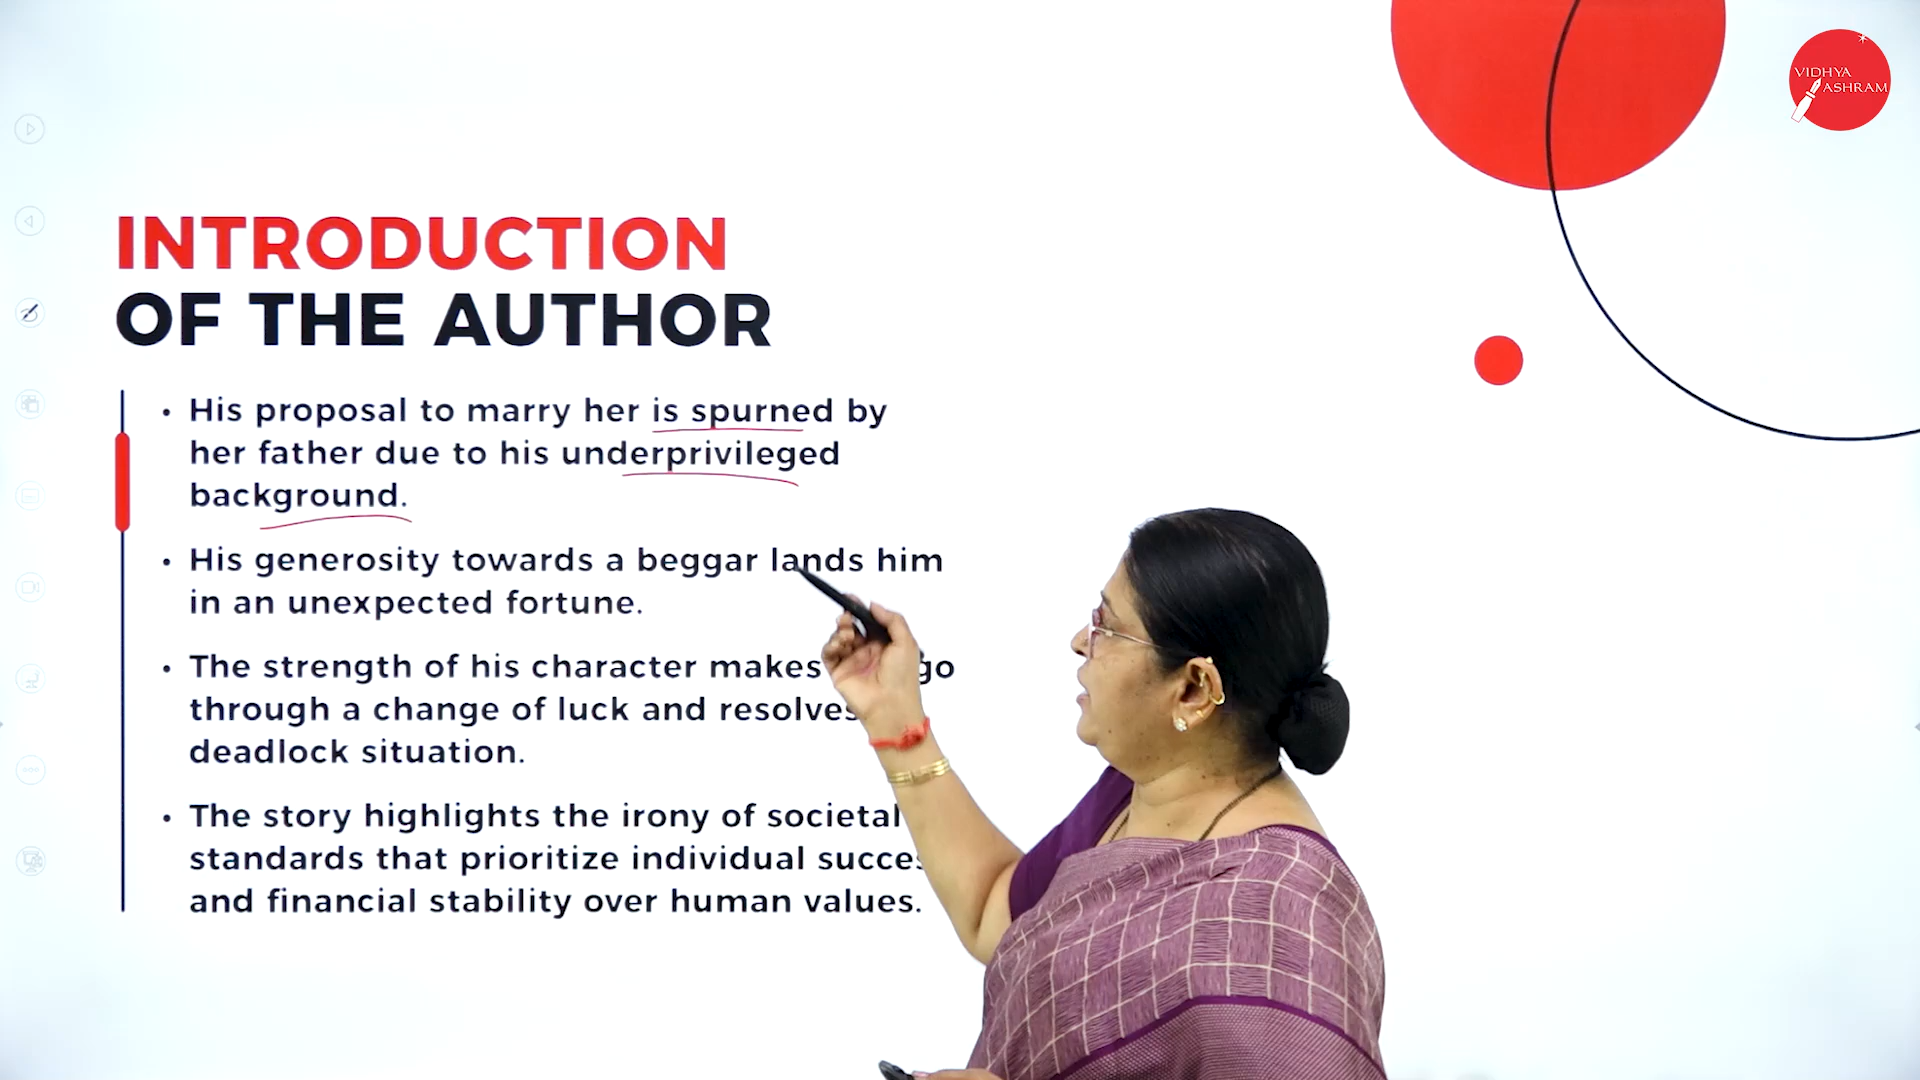 VIDHYA
ASHRAM
INTRODUCTION
OF THE AUTHOR
• His proposal to marry her is spurned by
her father due to his underprivileged
background.
• His generosity towards a beggar lands him
in an unexpected fortune.
• The strength of his character makes go
through a change of luck and resolves
deadlock situation.
• The story highlights the irony of societal
standards that prioritize individual
and financial stability over human values.